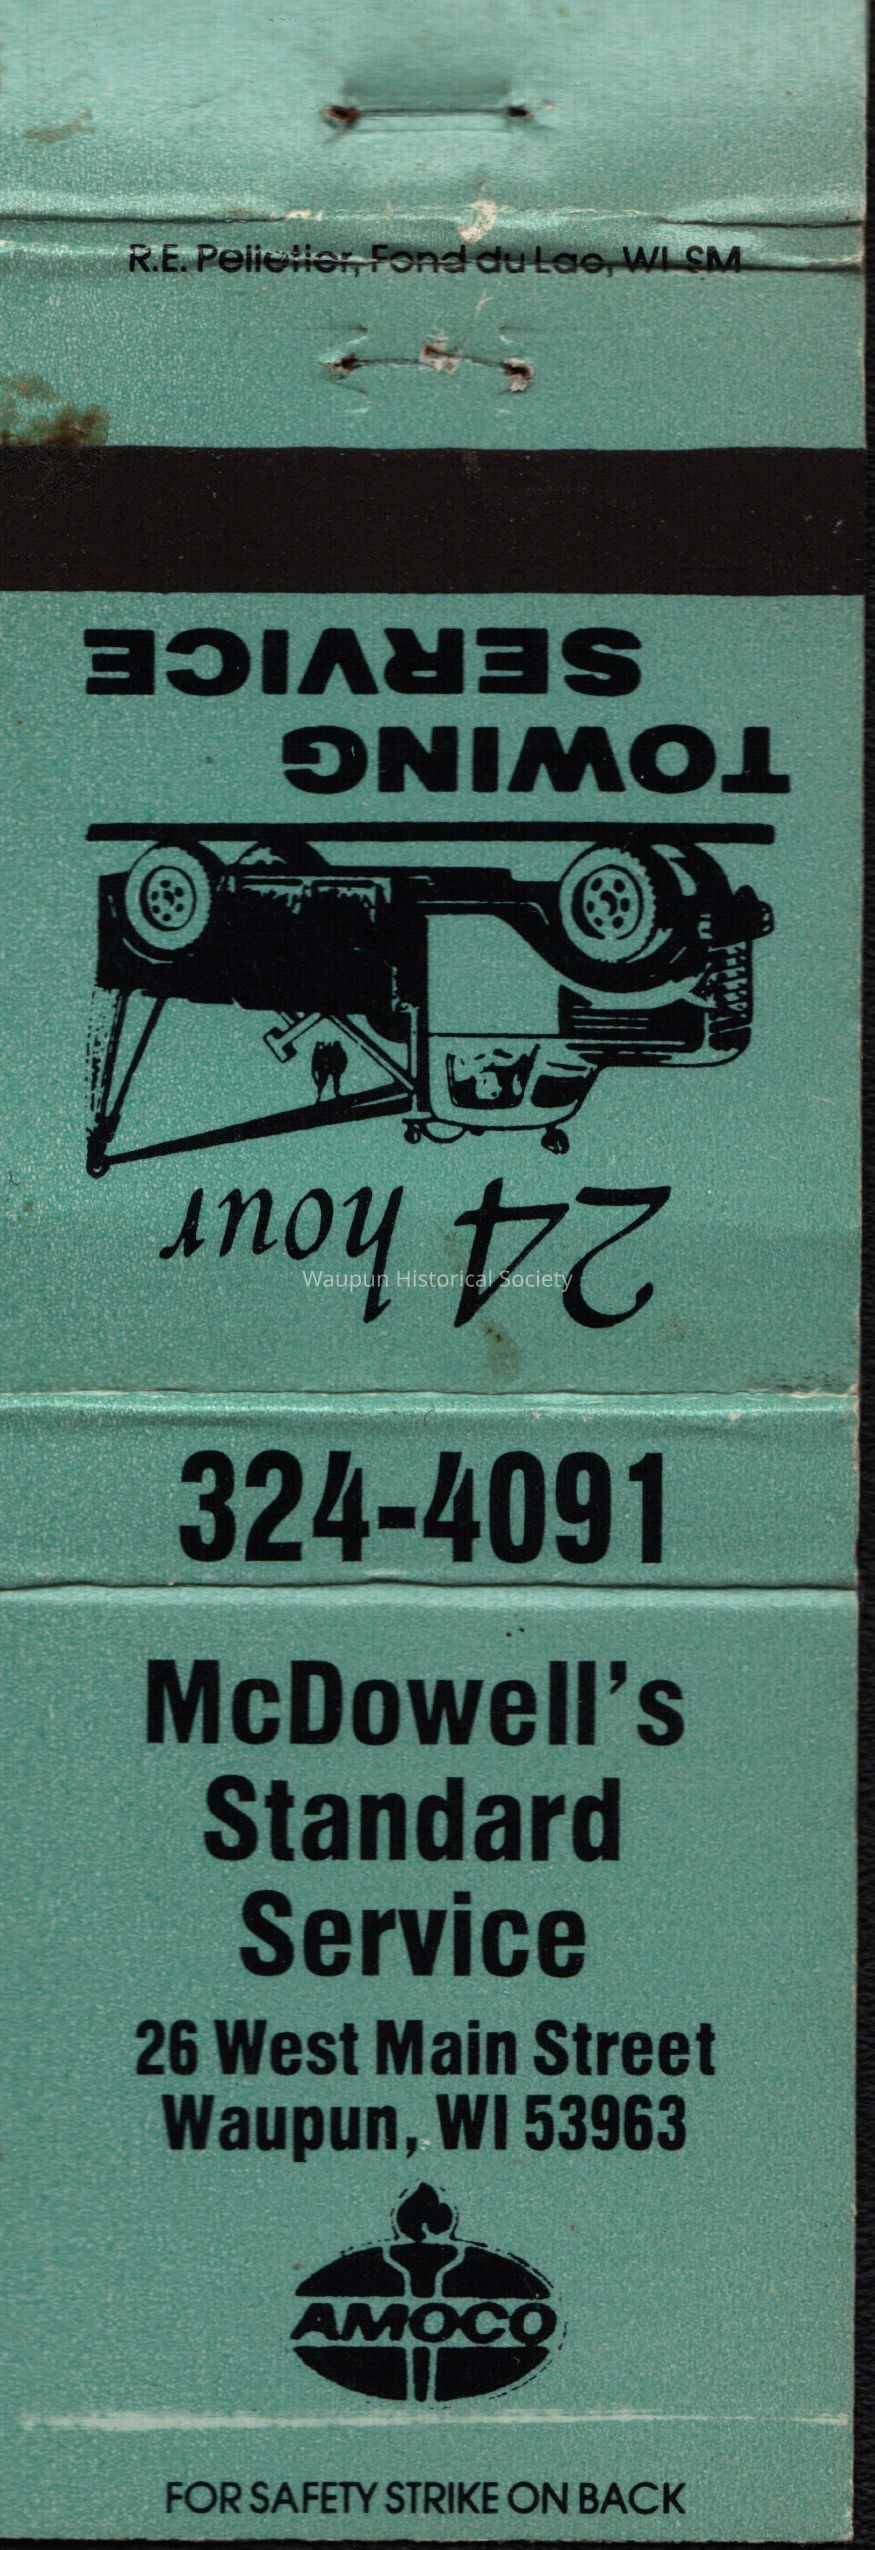 R.E. Pelletier, Fond du Lac, WI SM
24 hour
TOWING
SERVICE
Waupun Historical Society
324-4091
McDowell's
Standard
Service
26 West Main Street
Waupun, WI 53963
AMOCO
FOR SAFETY STRIKE ON BACK